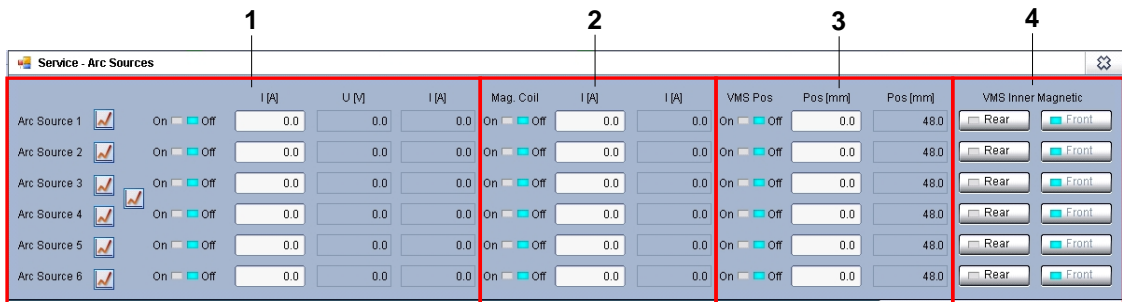 1 2 3 4
Service - Arc Sources
I [A] U [V] I [A] Mag. Coil I [A] I [A] VMS Pos Pos [mm] Pos [mm] VMS Inner Magnetic
Arc Source 1 On Off 0.0 0.0 0.0 On Off 0.0 0.0 On Off 0.0 48.0 Rear Front
Arc Source 2 On Off 0.0 0.0 0.0 On Off 0.0 0.0 On Off 0.0 48.0 Rear Front
Arc Source 3 On Off 0.0 0.0 0.0 On Off 0.0 0.0 On Off 0.0 48.0 Rear Front
Arc Source 4 On Off 0.0 0.0 0.0 On Off 0.0 0.0 On Off 0.0 48.0 Rear Front
Arc Source 5 On Off 0.0 0.0 0.0 On Off 0.0 0.0 On Off 0.0 48.0 Rear Front
Arc Source 6 On Off 0.0 0.0 0.0 On Off 0.0 0.0 On Off 0.0 48.0 Rear Front